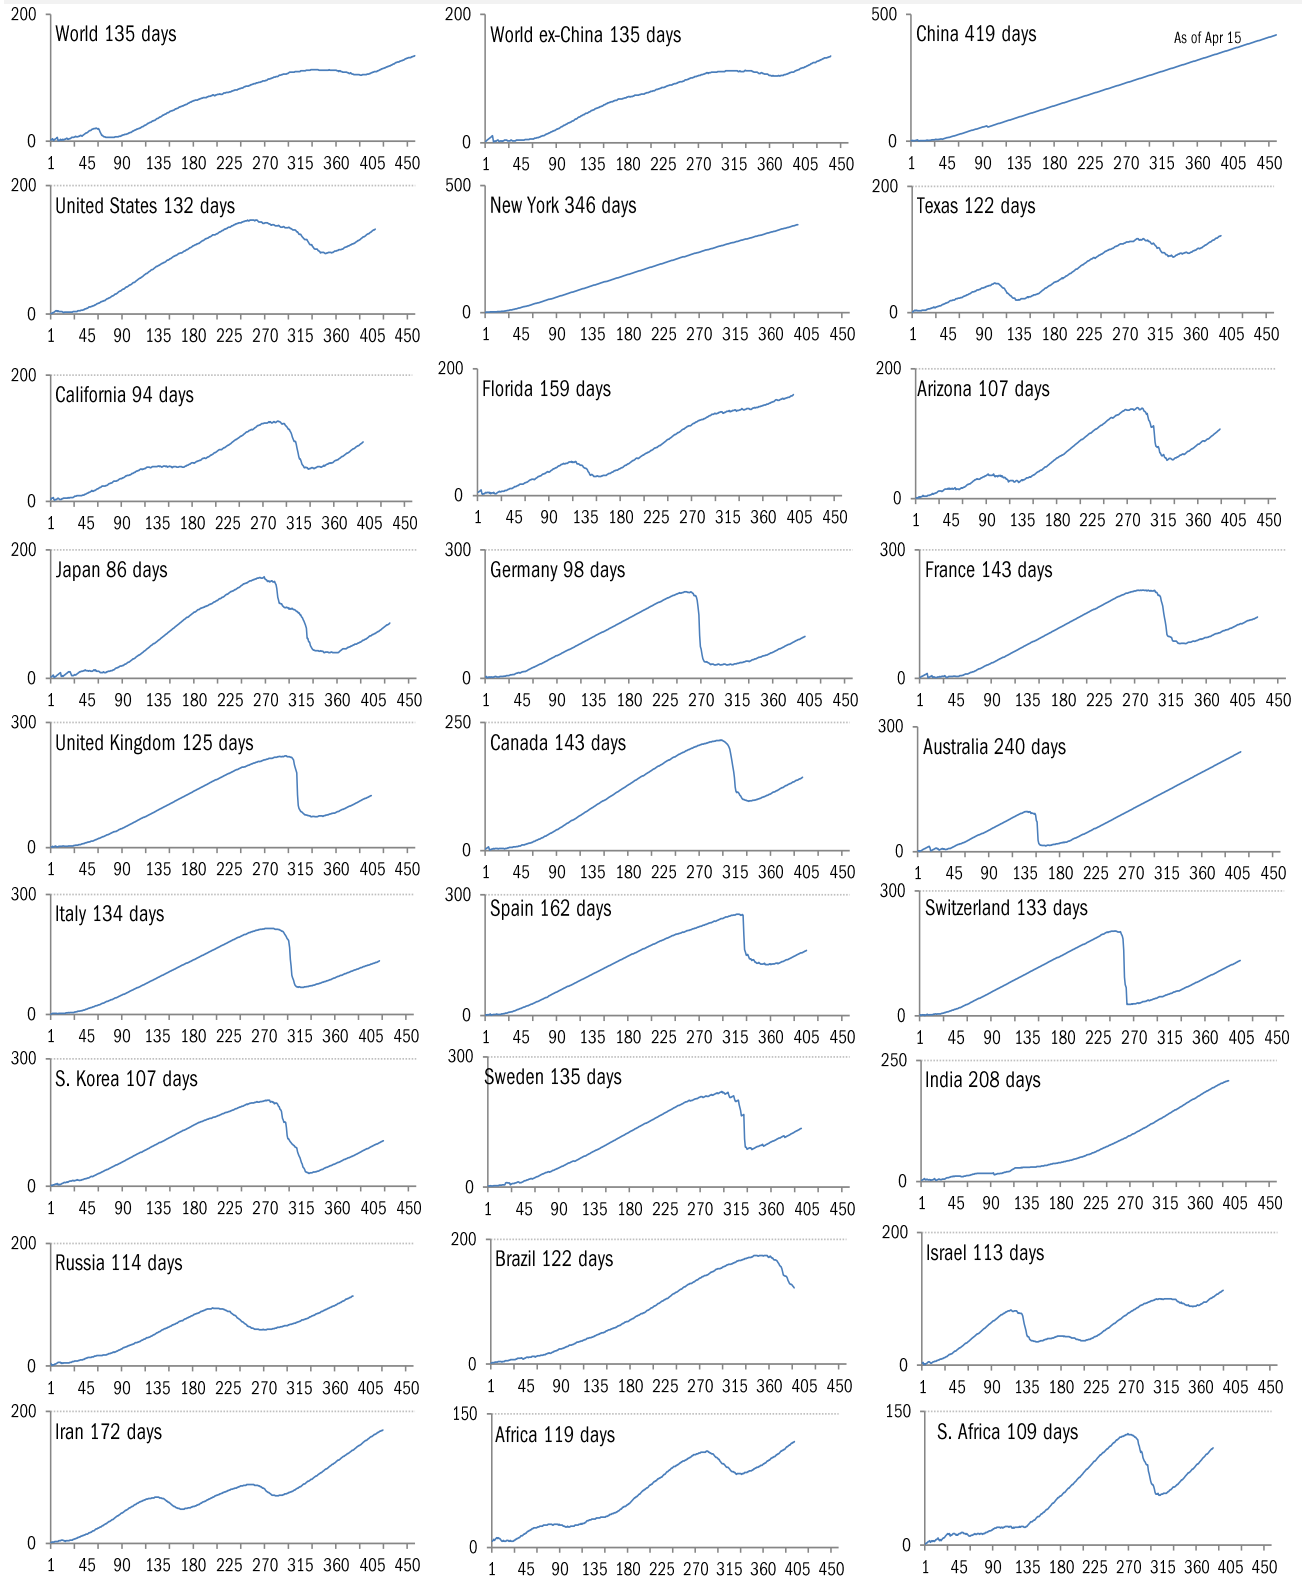 200
World 135 days
0
1 45 90 135 180 225 270 315 360 405 450
200
World ex-China 135 days
0
1 45 90 135 180 225 270 315 360 405 450
500
China 419 days
As of Apr 15
0
1 45 90 135 180 225 270 315 360 405 450
200
United States 132 days
0
1 45 90 135 180 225 270 315 360 405 450
500
New York 346 days
0
1 45 90 135 180 225 270 315 360 405 450
200
Texas 122 days
0
1 45 90 135 180 225 270 315 360 405 450
200
California 94 days
0
1 45 90 135 180 225 270 315 360 405 450
200
Florida 159 days
0
1 45 90 135 180 225 270 315 360 405 450
200
Arizona 107 days
0
1 45 90 135 180 225 270 315 360 405 450
200
Japan 86 days
0
1 45 90 135 180 225 270 315 360 405 450
300
Germany 98 days
0
1 45 90 135 180 225 270 315 360 405 450
300
France 143 days
0
1 45 90 135 180 225 270 315 360 405 450
300
United Kingdom 125 days
0
1 45 90 135 180 225 270 315 360 405 450
250
Canada 143 days
0
1 45 90 135 180 225 270 315 360 405 450
300
Australia 240 days
0
1 45 90 135 180 225 270 315 360 405 450
300
Italy 134 days
0
1 45 90 135 180 225 270 315 360 405 450
300
Spain 162 days
0
1 45 90 135 180 225 270 315 360 405 450
300
Switzerland 133 days
0
1 45 90 135 180 225 270 315 360 405 450
300
S. Korea 107 days
0
1 45 90 135 180 225 270 315 360 405 450
300
Sweden 135 days
0
1 45 90 135 180 225 270 315 360 405 450
250
India 208 days
0
1 45 90 135 180 225 270 315 360 405 450
200
Russia 114 days
0
1 45 90 135 180 225 270 315 360 405 450
200
Brazil 122 days
0
1 45 90 135 180 225 270 315 360 405 450
200
Israel 113 days
0
1 45 90 135 180 225 270 315 360 405 450
200
Iran 172 days
0
1 45 90 135 180 225 270 315 360 405 450
150
Africa 119 days
0
1 45 90 135 180 225 270 315 360 405 450
150
S. Africa 109 days
0
1 45 90 135 180 225 270 315 360 405 450